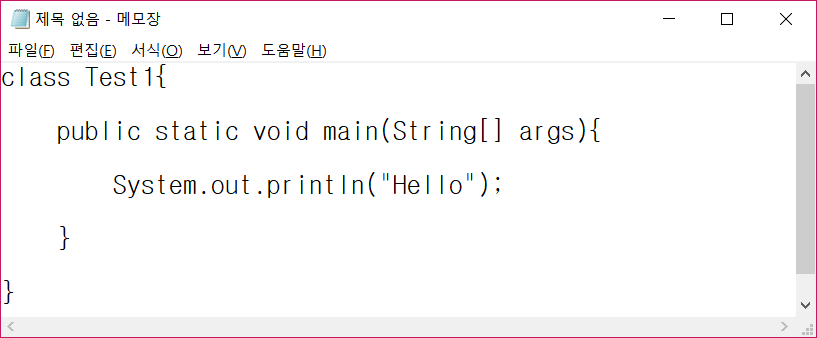 제목 없음 - 메모장
파일(F) 편집(E) 서식(O) 보기(V) 도움말(H)
class Test1{
    public static void main(String[] args){
        System.out.println("Hello");
    }
}